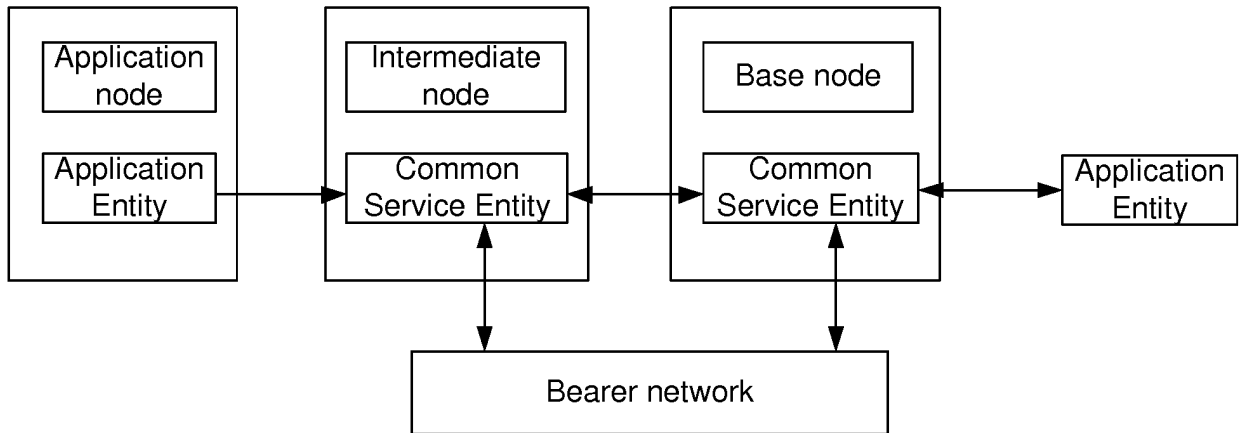 Application
node
Intermediate
node
Base node
Application
Entity
Common
Service Entity
Common
Service Entity
Application
Entity
Bearer network